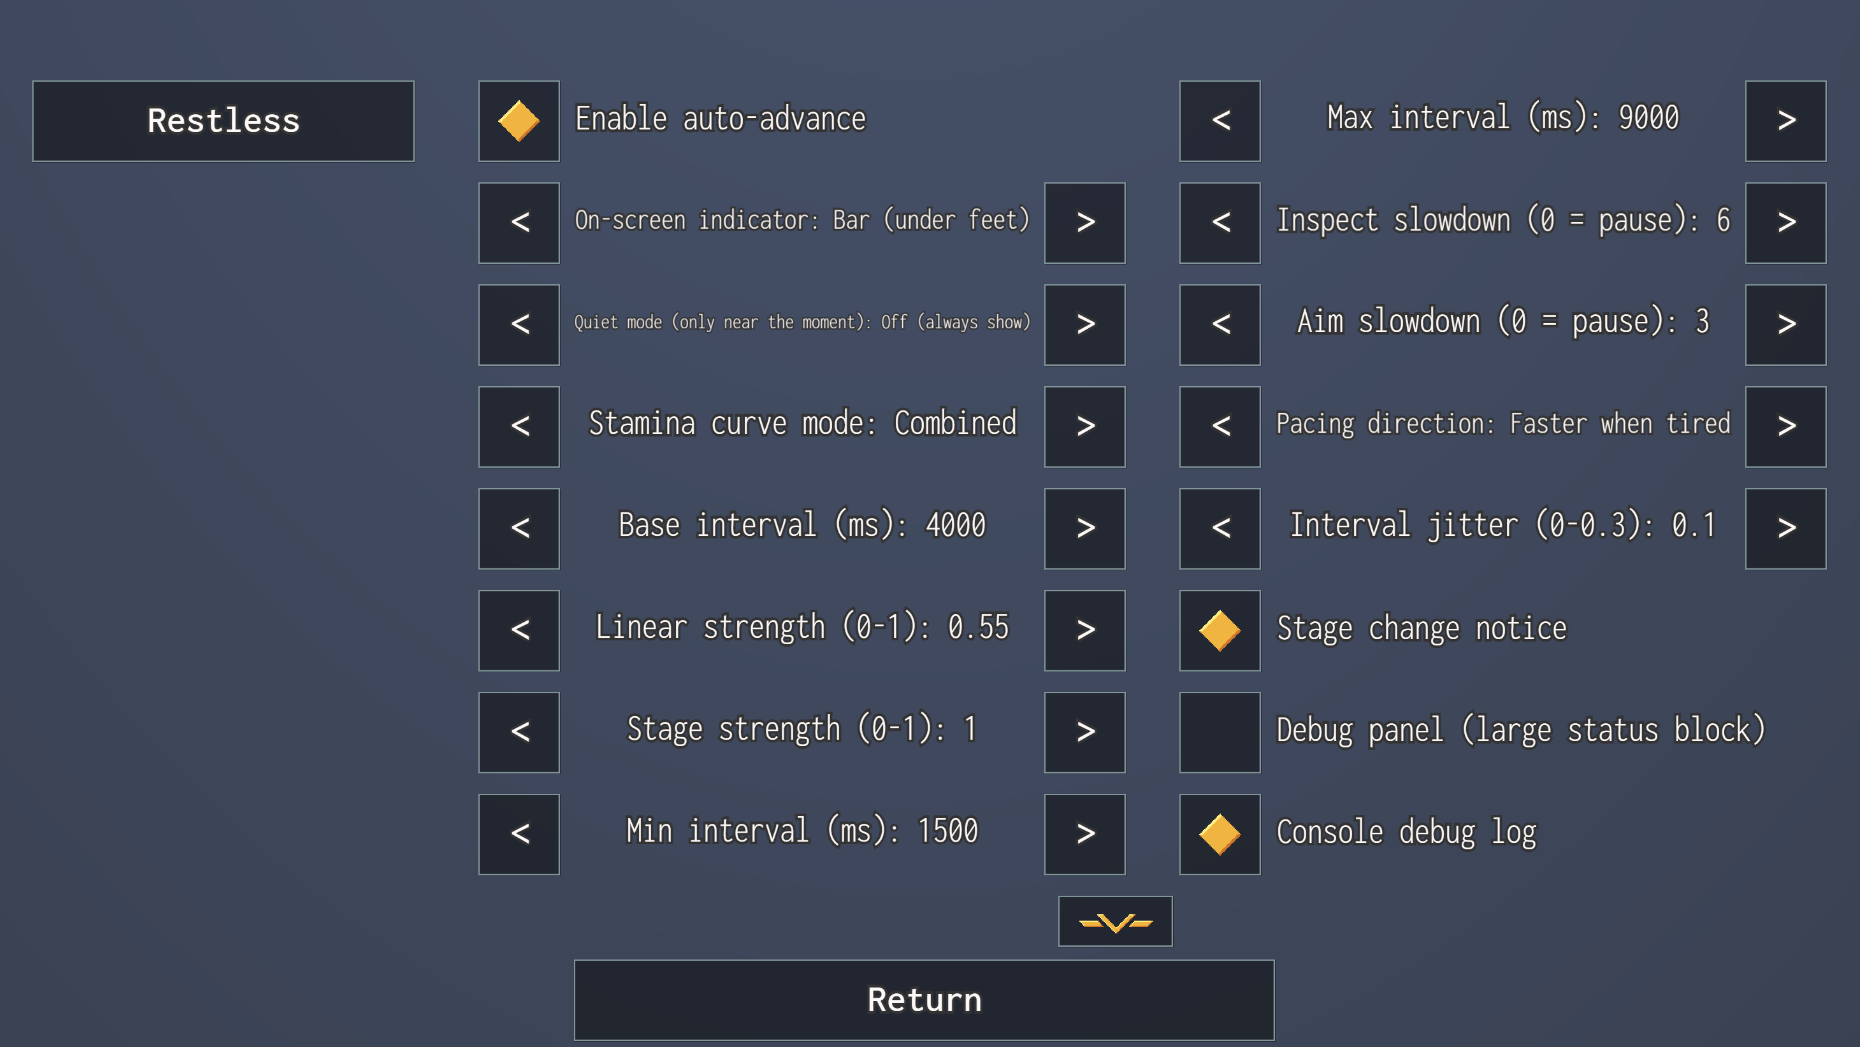 Restless
Enable auto-advance
< On-screen indicator: Bar (under feet) >
< Quiet mode (only near the moment): Off (always show) >
< Stamina curve mode: Combined >
< Base interval (ms): 4000 >
< Linear strength (0-1): 0.55 >
< Stage strength (0-1): 1 >
< Min interval (ms): 1500 >
< Max interval (ms): 9000 >
< Inspect slowdown (0 = pause): 6 >
< Aim slowdown (0 = pause): 3 >
< Pacing direction: Faster when tired >
< Interval jitter (0-0.3): 0.1 >
Stage change notice
Debug panel (large status block)
Console debug log
Return